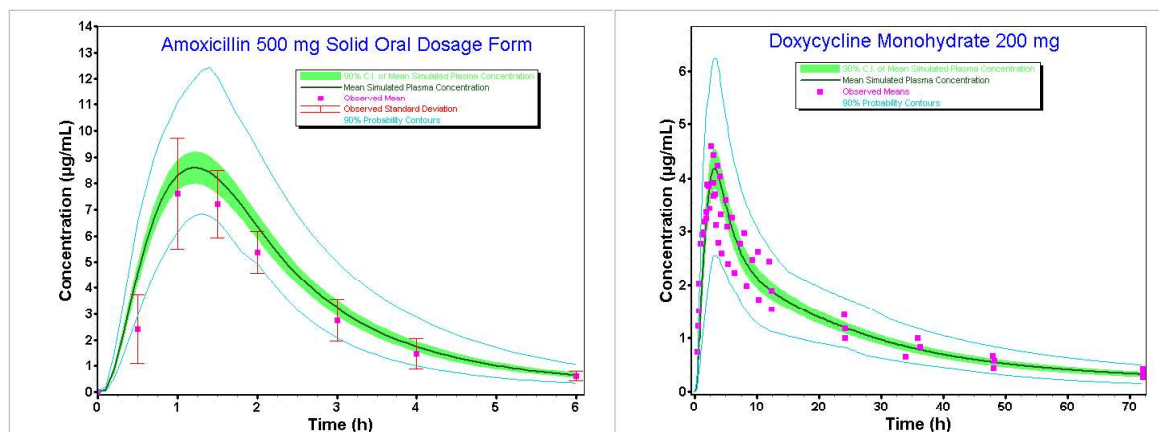 Amoxicillin 500 mg Solid Oral Dosage Form
90% C.I. of Mean Simulated Plasma Concentration
Mean Simulated Plasma Concentration
Observed Mean
Observed Standard Deviation
90% Probability Contours
Concentration (µg/mL)
14
13
12
11
10
9
8
7
6
5
4
3
2
1
0
0 1 2 3 4 5 6
Time (h)
Doxycycline Monohydrate 200 mg
90% C.I. of Mean Simulated Plasma Concentration
Mean Simulated Plasma Concentration
Observed Means
90% Probability Contours
Concentration (µg/mL)
6
5
4
3
2
1
0
0 10 20 30 40 50 60 70
Time (h)